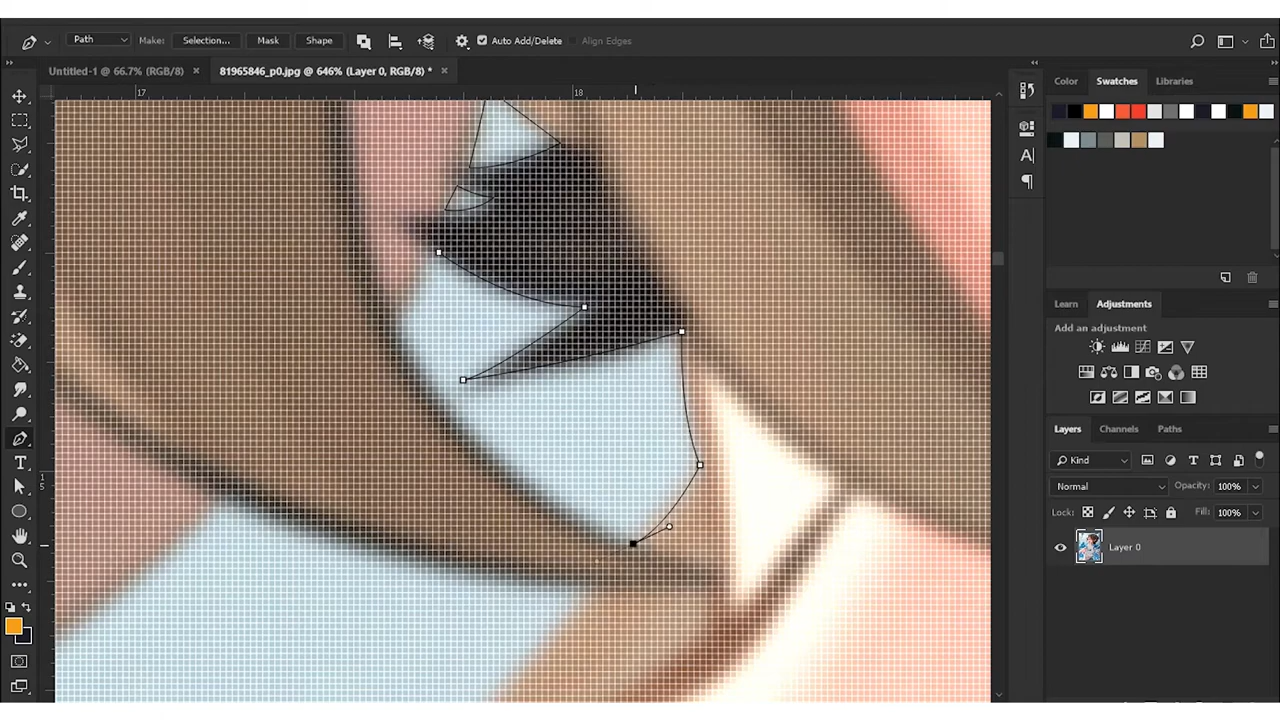 Path Make: Selection... Mask Shape Auto Add/Delete Align Edges
Untitled-1 @ 66.7% (RGB/8) × 81965846_p0.jpg @ 646% (Layer 0, RGB/8) * ×
17 18
1
5
Color Swatches Libraries
Learn Adjustments
Add an adjustment
Layers Channels Paths
Kind
Normal Opacity: 100%
Lock: Fill: 100%
Layer 0